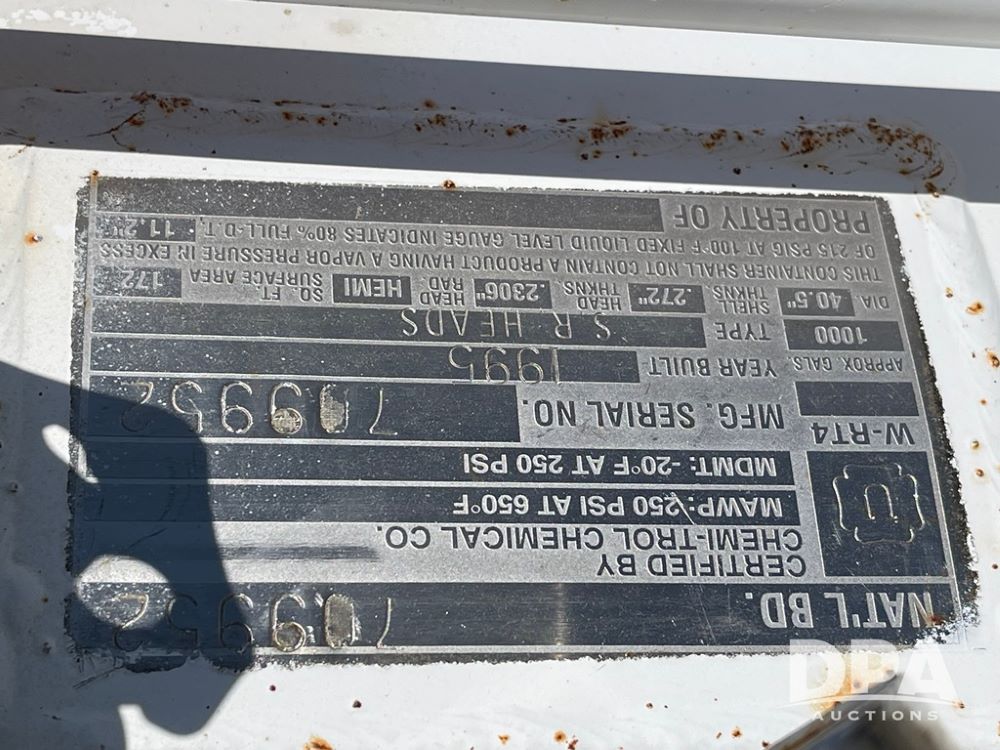 NAT'L BD. 709952
CERTIFIED BY
CHEMI-TROL CHEMICAL CO.
U
MAWP: 250 PSI AT 650°F
MDMT: -20°F AT 250 PSI
W-RT4 MFG. SERIAL NO. 709952
APPROX GALS. YEAR BUILT 1995
1000 TYPE S R HEADS
DIA 40.5" SHELL THKNS .272" HEAD THKNS .2306" HEAD RAD HEMI SQ. FT SURFACE AREA 172
THIS CONTAINER SHALL NOT CONTAIN A PRODUCT HAVING A VAPOR PRESSURE IN EXCESS
OF 215 PSIG AT 100°F FIXED LIQUID LEVEL GAUGE INDICATES 80% FULL-D.T. 11.2"
PROPERTY OF
DPA
AUCTIONS